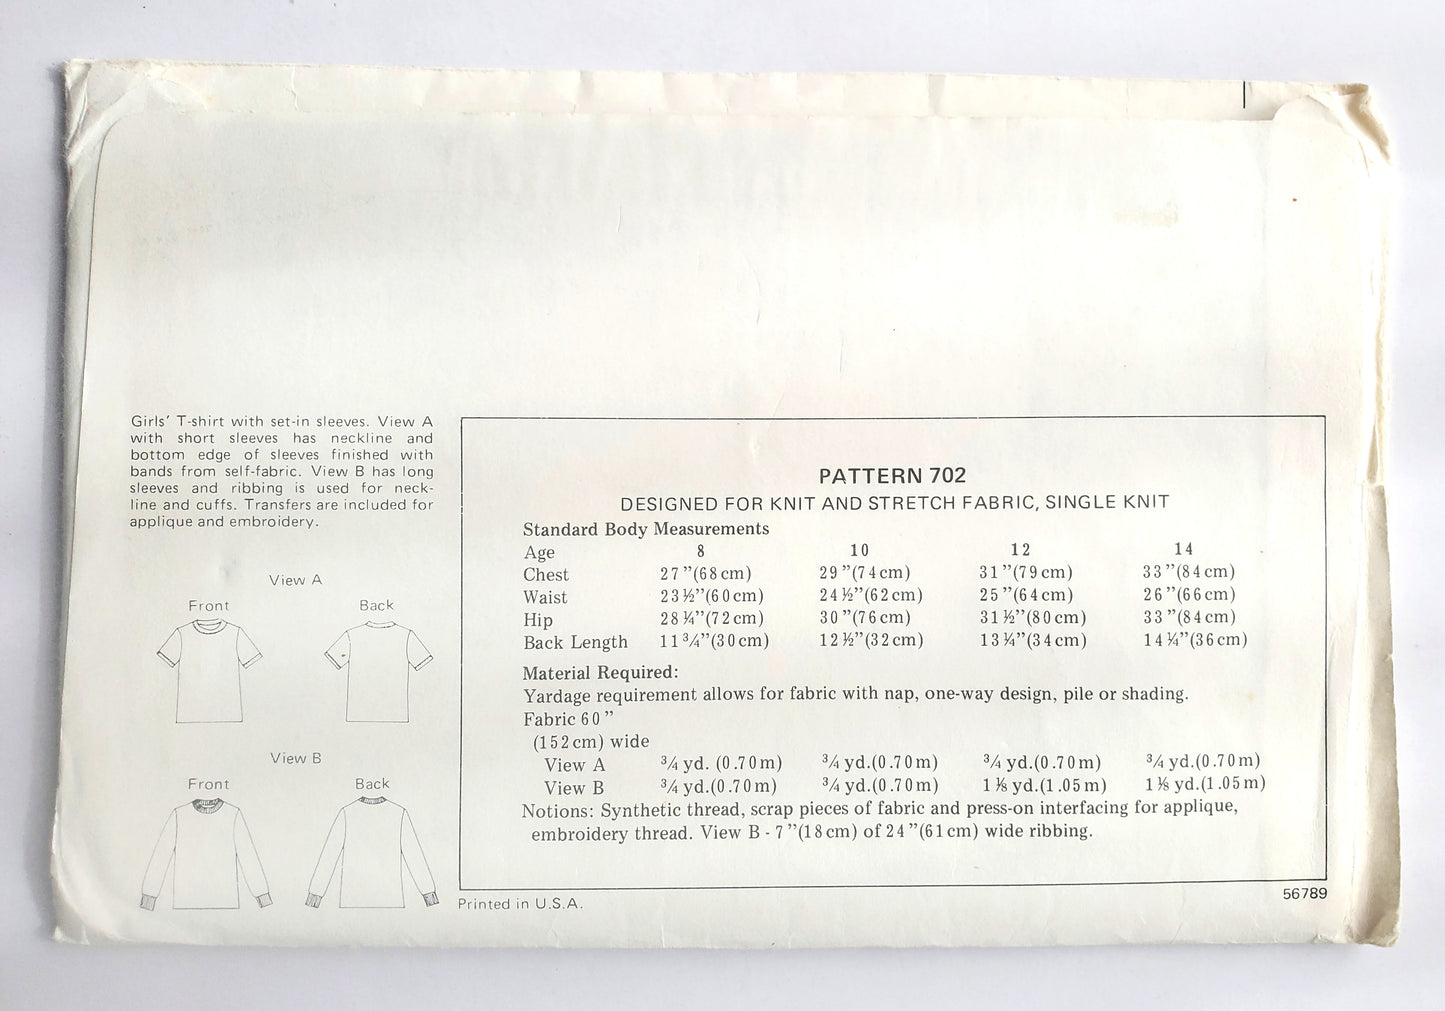 Girls' T-shirt with set-in sleeves. View A
with short sleeves has neckline and
bottom edge of sleeves finished with
bands from self-fabric. View B has long
sleeves and ribbing is used for neck-
line and cuffs. Transfers are included for
applique and embroidery.
View A
Front Back
View B
Front Back
PATTERN 702
DESIGNED FOR KNIT AND STRETCH FABRIC, SINGLE KNIT
Standard Body Measurements
Age 8 10 12 14
Chest 27"(68cm) 29"(74cm) 31"(79cm) 33"(84cm)
Waist 23½"(60cm) 24½"(62cm) 25"(64cm) 26"(66cm)
Hip 28¼"(72cm) 30"(76cm) 31½"(80cm) 33"(84cm)
Back Length 11¾"(30cm) 12½"(32cm) 13¼"(34cm) 14¼"(36cm)
Material Required:
Yardage requirement allows for fabric with nap, one-way design, pile or shading.
Fabric 60"
(152cm) wide
View A ¾ yd. (0.70m) ¾ yd.(0.70m) ¾ yd.(0.70m) ¾ yd.(0.70m)
View B ¾ yd.(0.70m) ¾ yd.(0.70m) 1⅛ yd.(1.05m) 1⅛ yd.(1.05m)
Notions: Synthetic thread, scrap pieces of fabric and press-on interfacing for applique,
embroidery thread. View B - 7"(18cm) of 24"(61cm) wide ribbing.
Printed in U.S.A.
56789